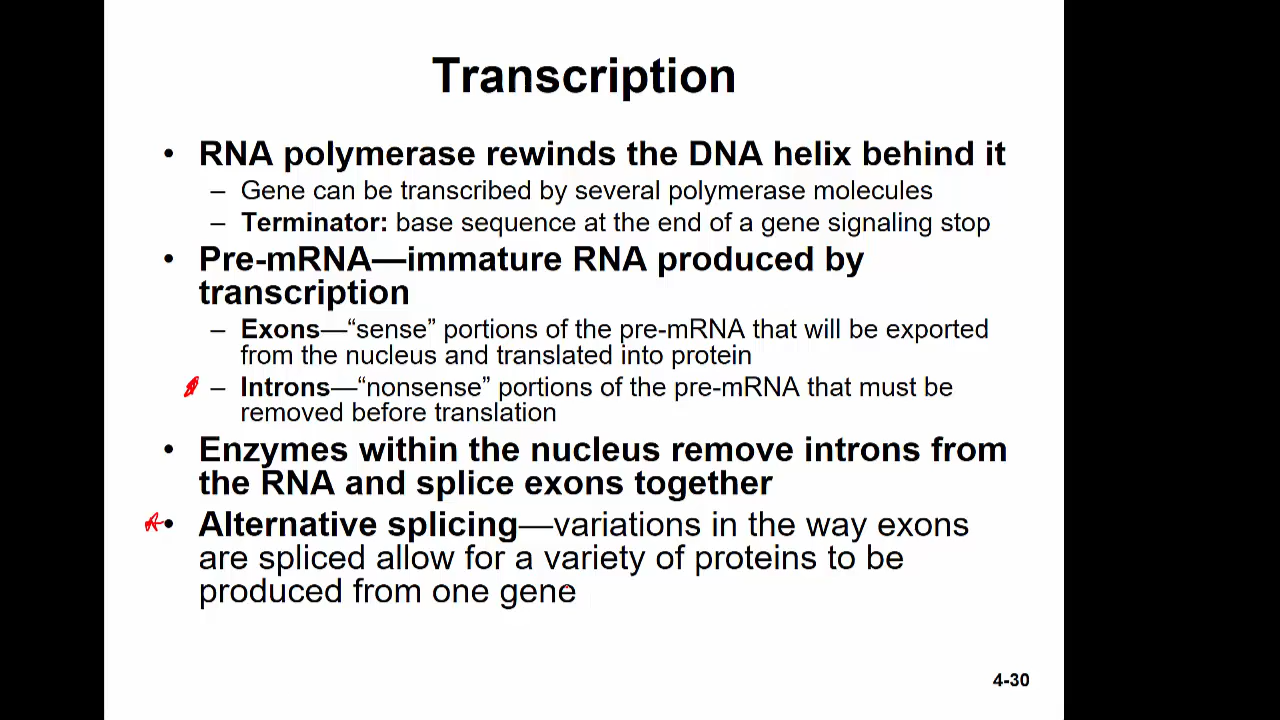 Transcription
• RNA polymerase rewinds the DNA helix behind it
– Gene can be transcribed by several polymerase molecules
– Terminator: base sequence at the end of a gene signaling stop
• Pre-mRNA—immature RNA produced by
transcription
– Exons—“sense” portions of the pre-mRNA that will be exported
from the nucleus and translated into protein
– Introns—“nonsense” portions of the pre-mRNA that must be
removed before translation
• Enzymes within the nucleus remove introns from
the RNA and splice exons together
• Alternative splicing—variations in the way exons
are spliced allow for a variety of proteins to be
produced from one gene
4-30